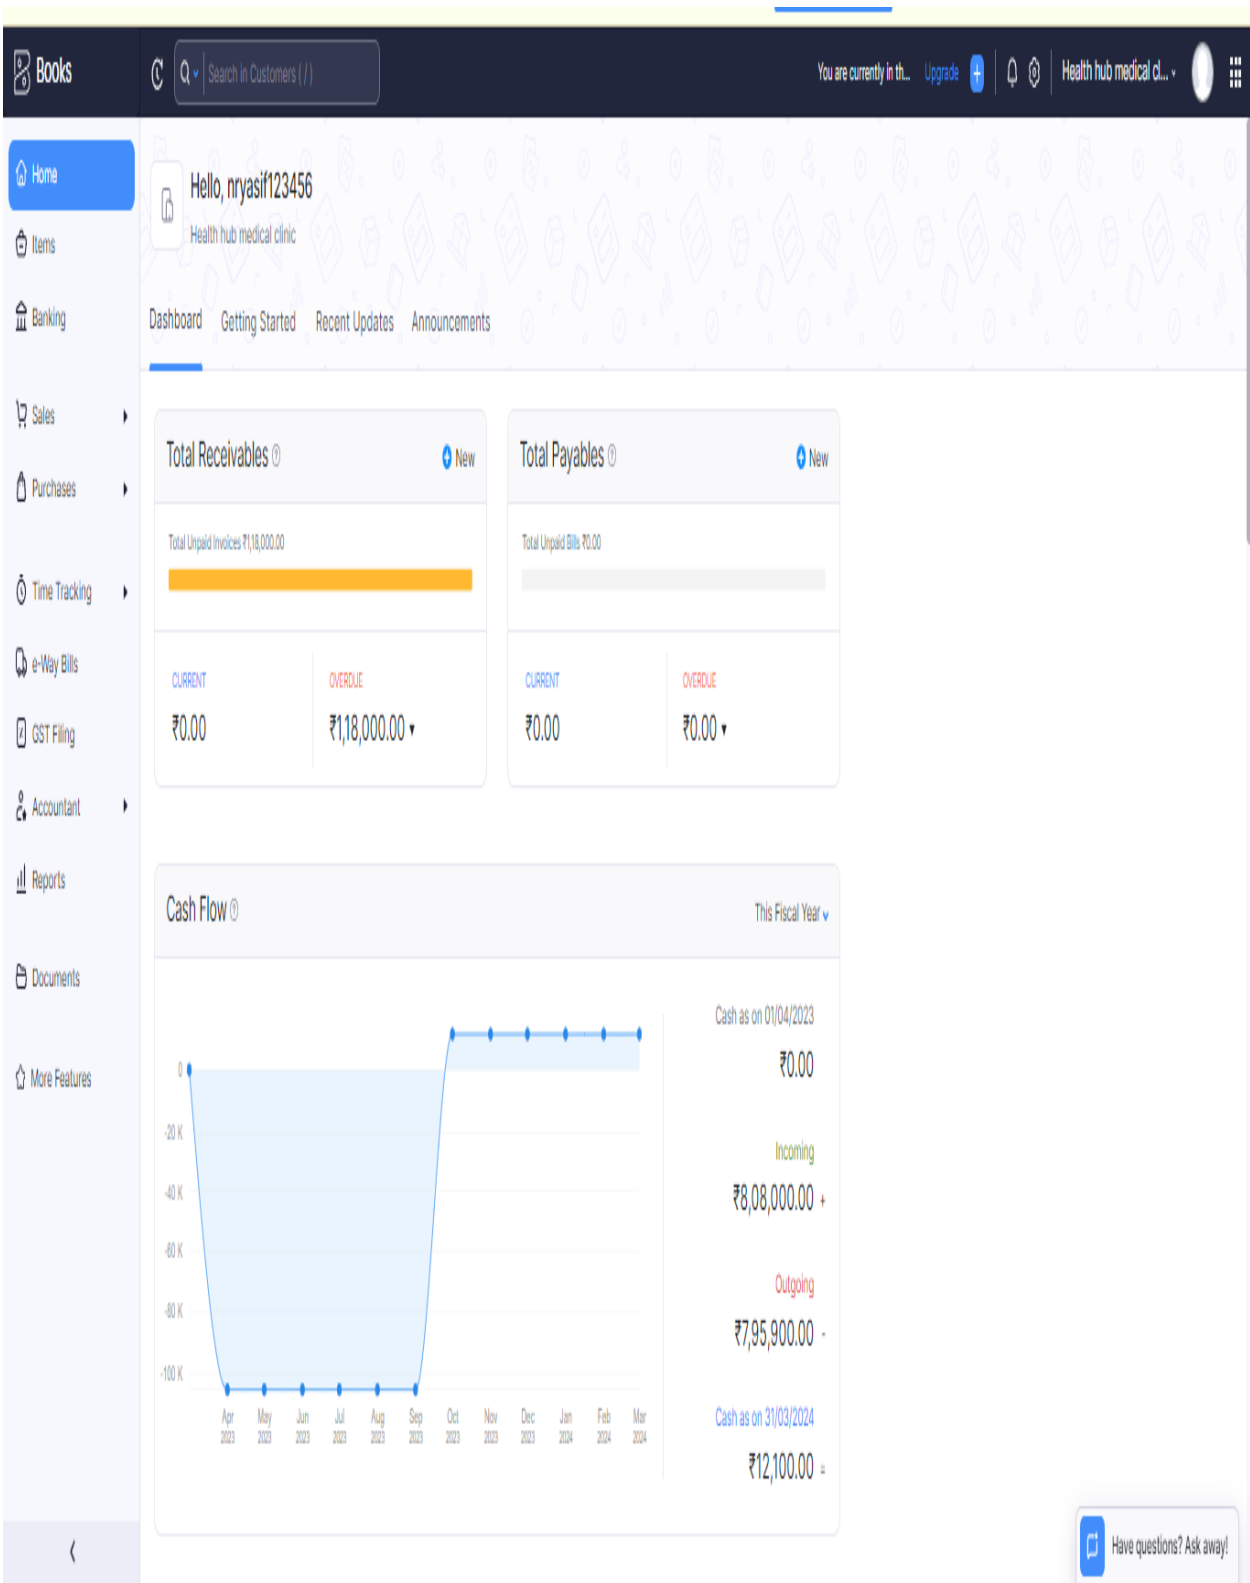 Books
Search in Customers ( / )
You are currently in th... Upgrade
Health hub medical cl...
Home
Items
Banking
Sales
Purchases
Time Tracking
e-Way Bills
GST Filing
Accountant
Reports
Documents
More Features
Hello, nryasif123456
Health hub medical clinic
Dashboard Getting Started Recent Updates Announcements
Total Receivables New
Total Unpaid Invoices ₹1,18,000.00
CURRENT OVERDUE
₹0.00 ₹1,18,000.00
Total Payables New
Total Unpaid Bills ₹0.00
CURRENT OVERDUE
₹0.00 ₹0.00
Cash Flow This Fiscal Year
0
-20 K
-40 K
-60 K
-80 K
-100 K
Apr May Jun Jul Aug Sep Oct Nov Dec Jan Feb Mar
2023 2023 2023 2023 2023 2023 2023 2023 2023 2024 2024 2024
Cash as on 01/04/2023
₹0.00
Incoming
₹8,08,000.00 +
Outgoing
₹7,95,900.00 -
Cash as on 31/03/2024
₹12,100.00 =
Have questions? Ask away!